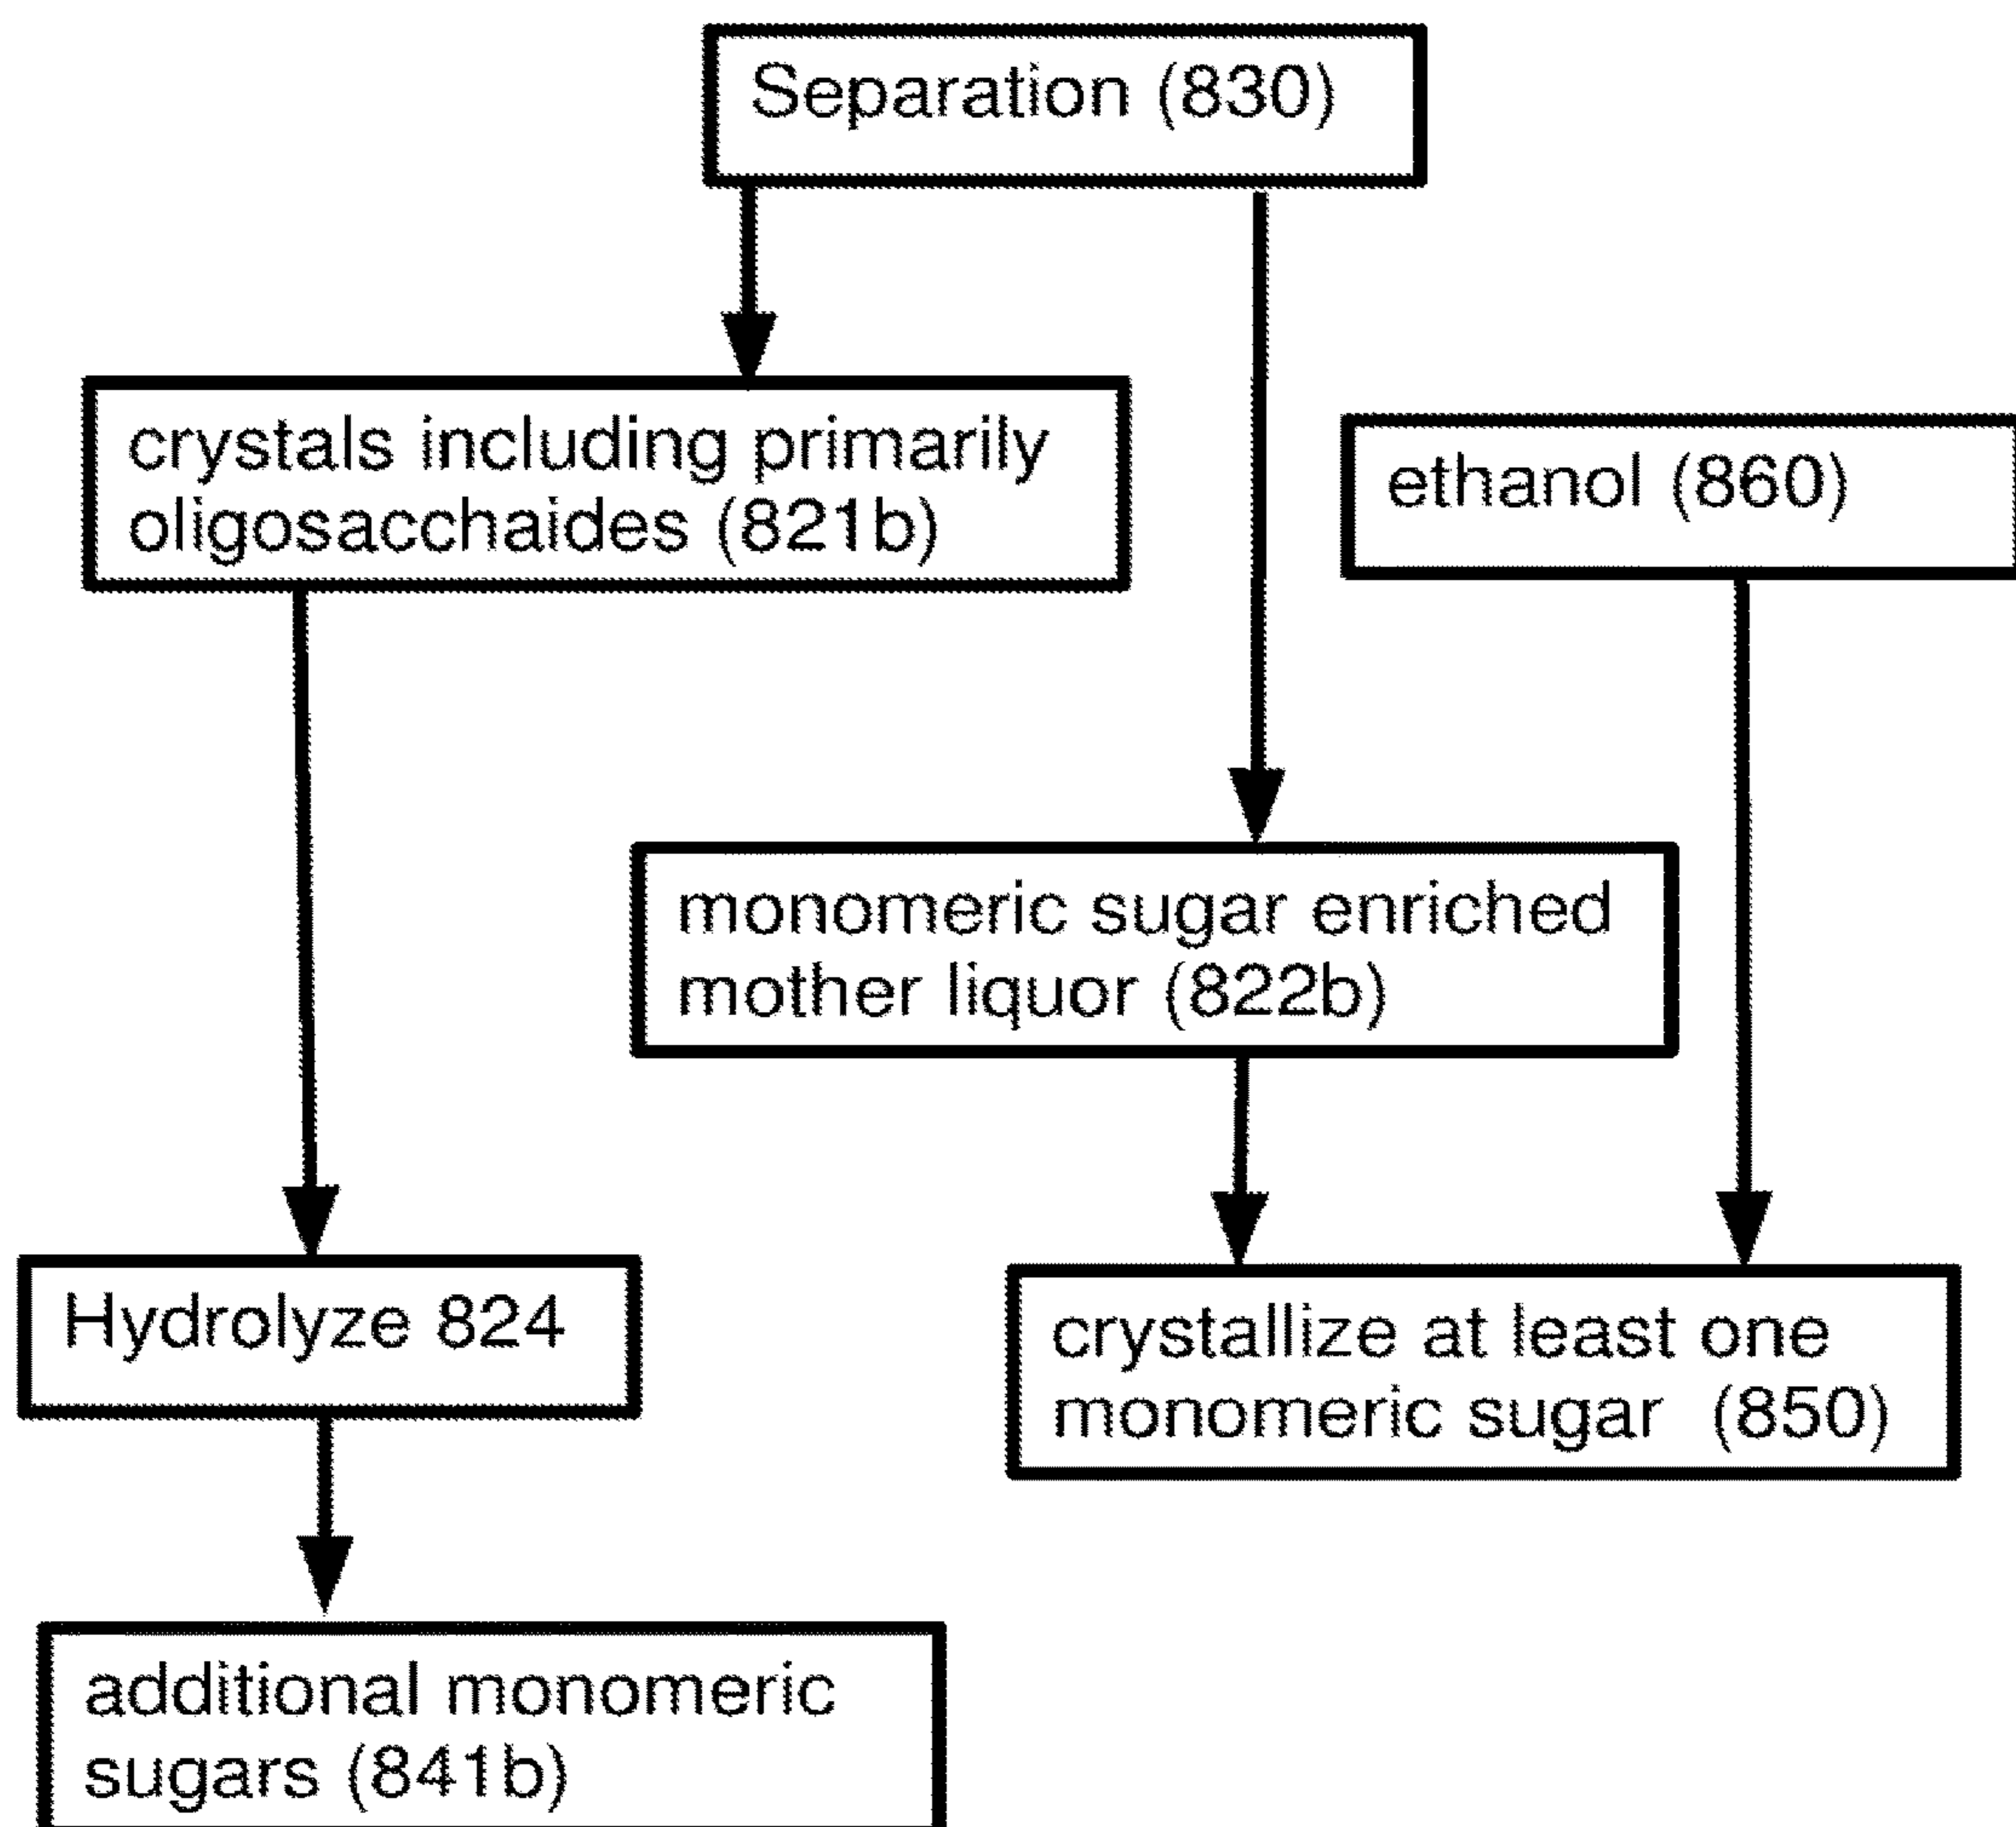 Separation (830)
crystals including primarily
oligosacchaides (821b)
ethanol (860)
monomeric sugar enriched
mother liquor (822b)
Hydrolyze 824
crystallize at least one
monomeric sugar (850)
additional monomeric
sugars (841b)